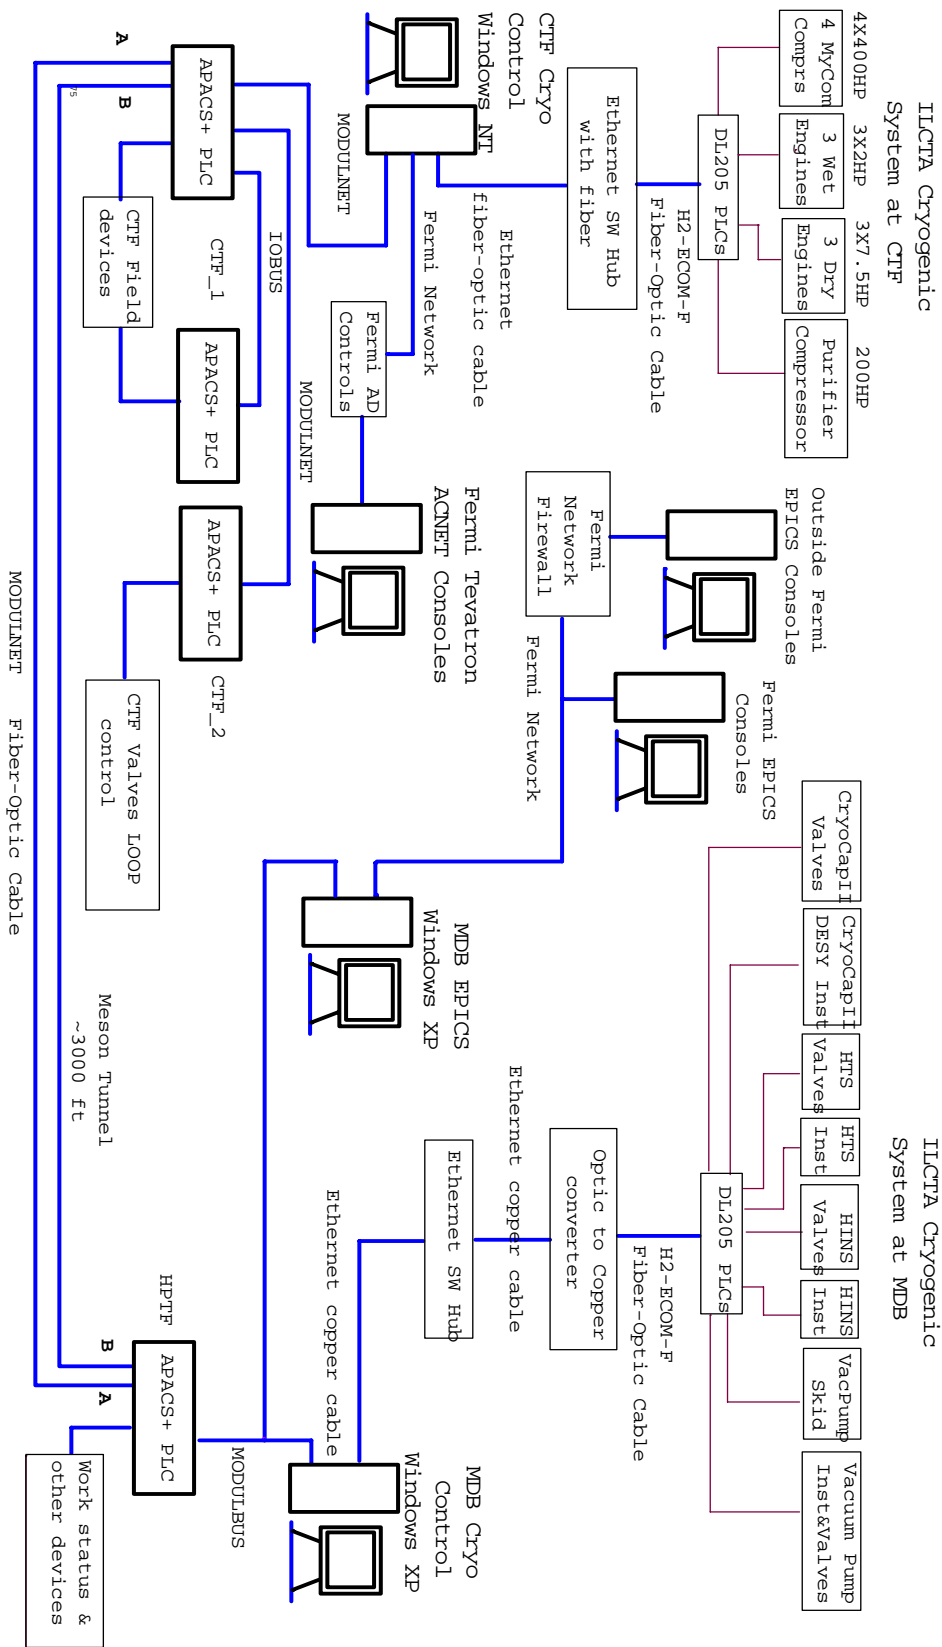 ILCTA Cryogenic
System at CTF
4X400HP
3X2HP
3X7.5HP
200HP
4 MyCom
Comprs
3 Wet
Engines
3 Dry
Engines
Purifier
Compressor
DL205 PLCs
H2-ECOM-F
Fiber-Optic Cable
Ethernet SW Hub
with fiber
Ethernet
fiber-optic cable
CTF Cryo
Control
Windows NT
Fermi Network
MODULNET
Fermi AD
Controls
Fermi Tevatron
ACNET Consoles
MODULNET
IOBUS
APACS+ PLC
A
B
75
CTF_1
CTF Field
devices
APACS+ PLC
APACS+ PLC
CTF_2
CTF Valves LOOP
control
MODULNET
Fiber-Optic Cable
Outside Fermi
EPICS Consoles
Fermi
Network
Firewall
Fermi Network
Fermi EPICS
Consoles
MDB EPICS
Windows XP
Meson Tunnel
~3000 ft
ILCTA Cryogenic
System at MDB
CryoCapII
Valves
CryoCapII
DESY Inst
HTS
Valves
HTS
Inst
HINS
Valves
HINS
Inst
VacPump
Skid
Vacuum Pump
Inst&Valves
DL205 PLCs
H2-ECOM-F
Fiber-Optic Cable
Optic to Copper
converter
Ethernet copper cable
Ethernet SW Hub
Ethernet copper cable
MDB Cryo
Control
Windows XP
MODULBUS
HPTF
APACS+ PLC
B
A
Work status &
other devices